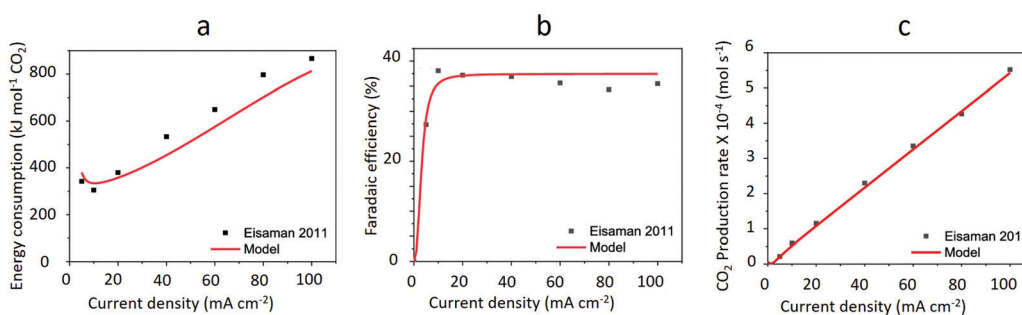 a
Energy consumption (kJ mol-1 CO2)
800
600
400
200
0
20
40
60
80
100
Eisaman 2011
Model
Current density (mA cm-2)
b
Faradaic efficiency (%)
40
20
0
0
20
40
60
80
100
Eisaman 2011
Model
Current density (mA cm-2)
c
CO2 Production rate X 10-4 (mol s-1)
6
5
4
3
2
1
0
0
20
40
60
80
100
Eisaman 201
Model
Current density (mA cm-2)